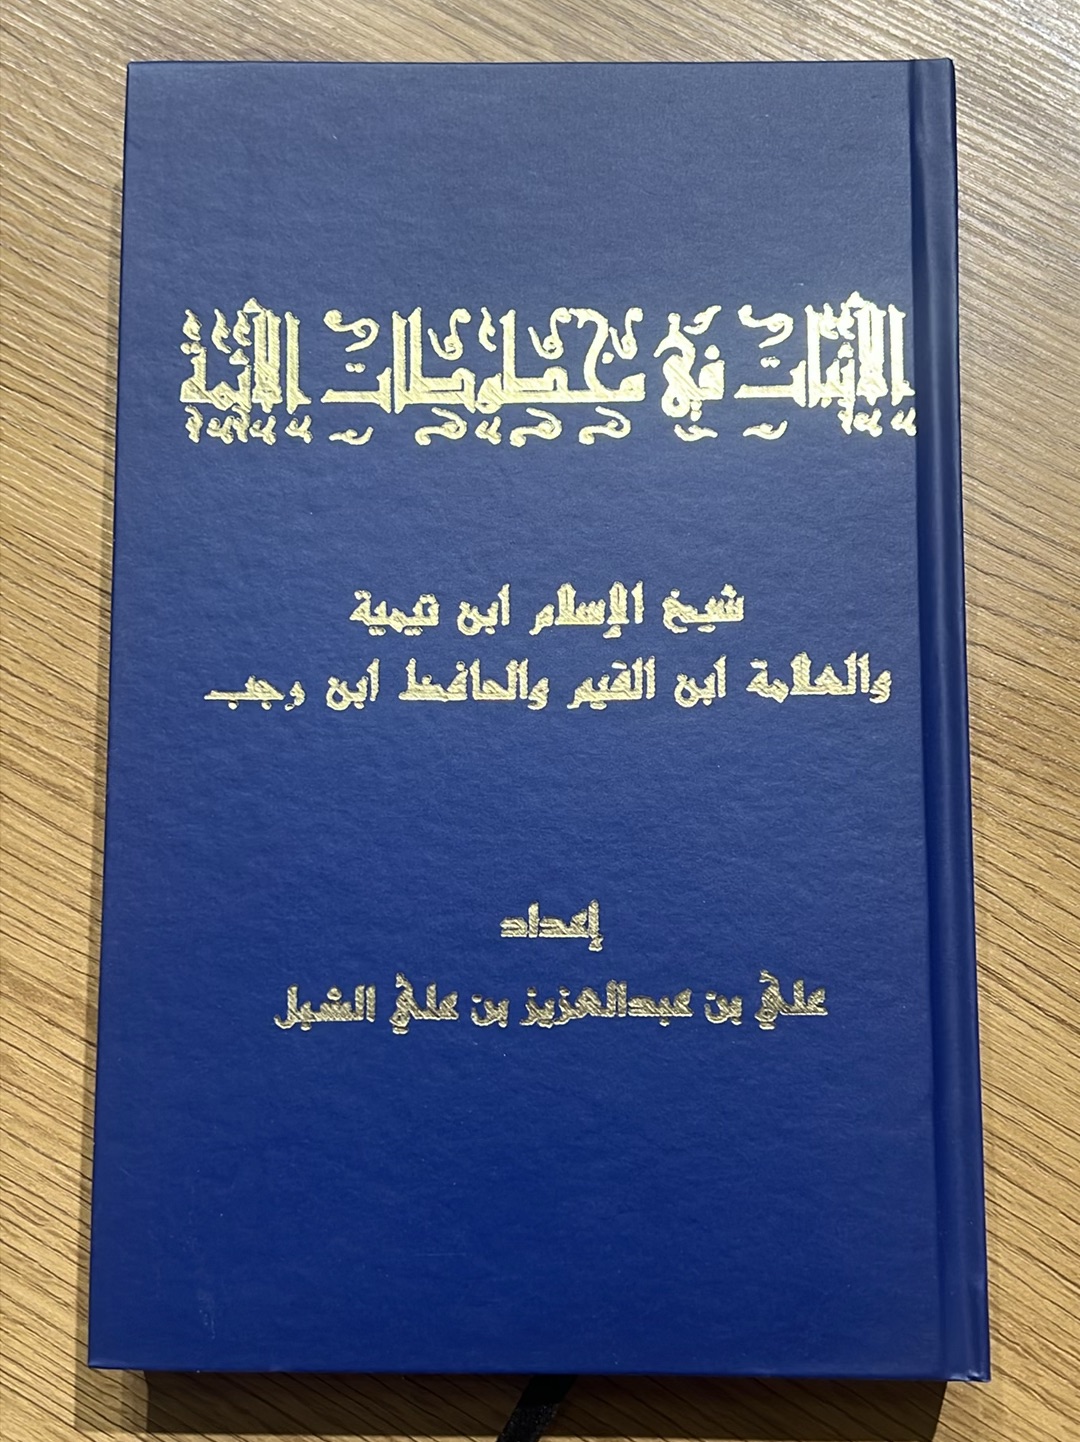 الأثبات في مخطوطات الأئمة
شيخ الإسلام ابن تيمية
والعلامة ابن القيم والحافظ ابن رجب
إعداد
علي بن عبدالعزيز بن علي الشبل